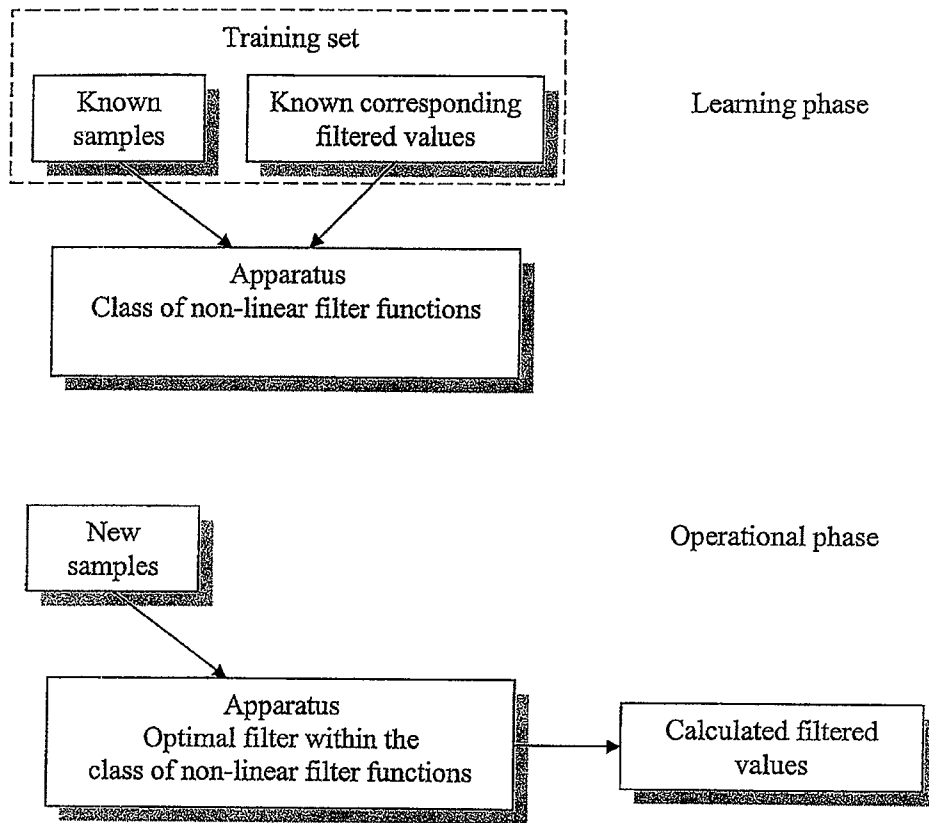 Training set
Known
samples
Known corresponding
filtered values
Learning phase
Apparatus
Class of non-linear filter functions
New
samples
Operational phase
Apparatus
Optimal filter within the
class of non-linear filter functions
Calculated filtered
values